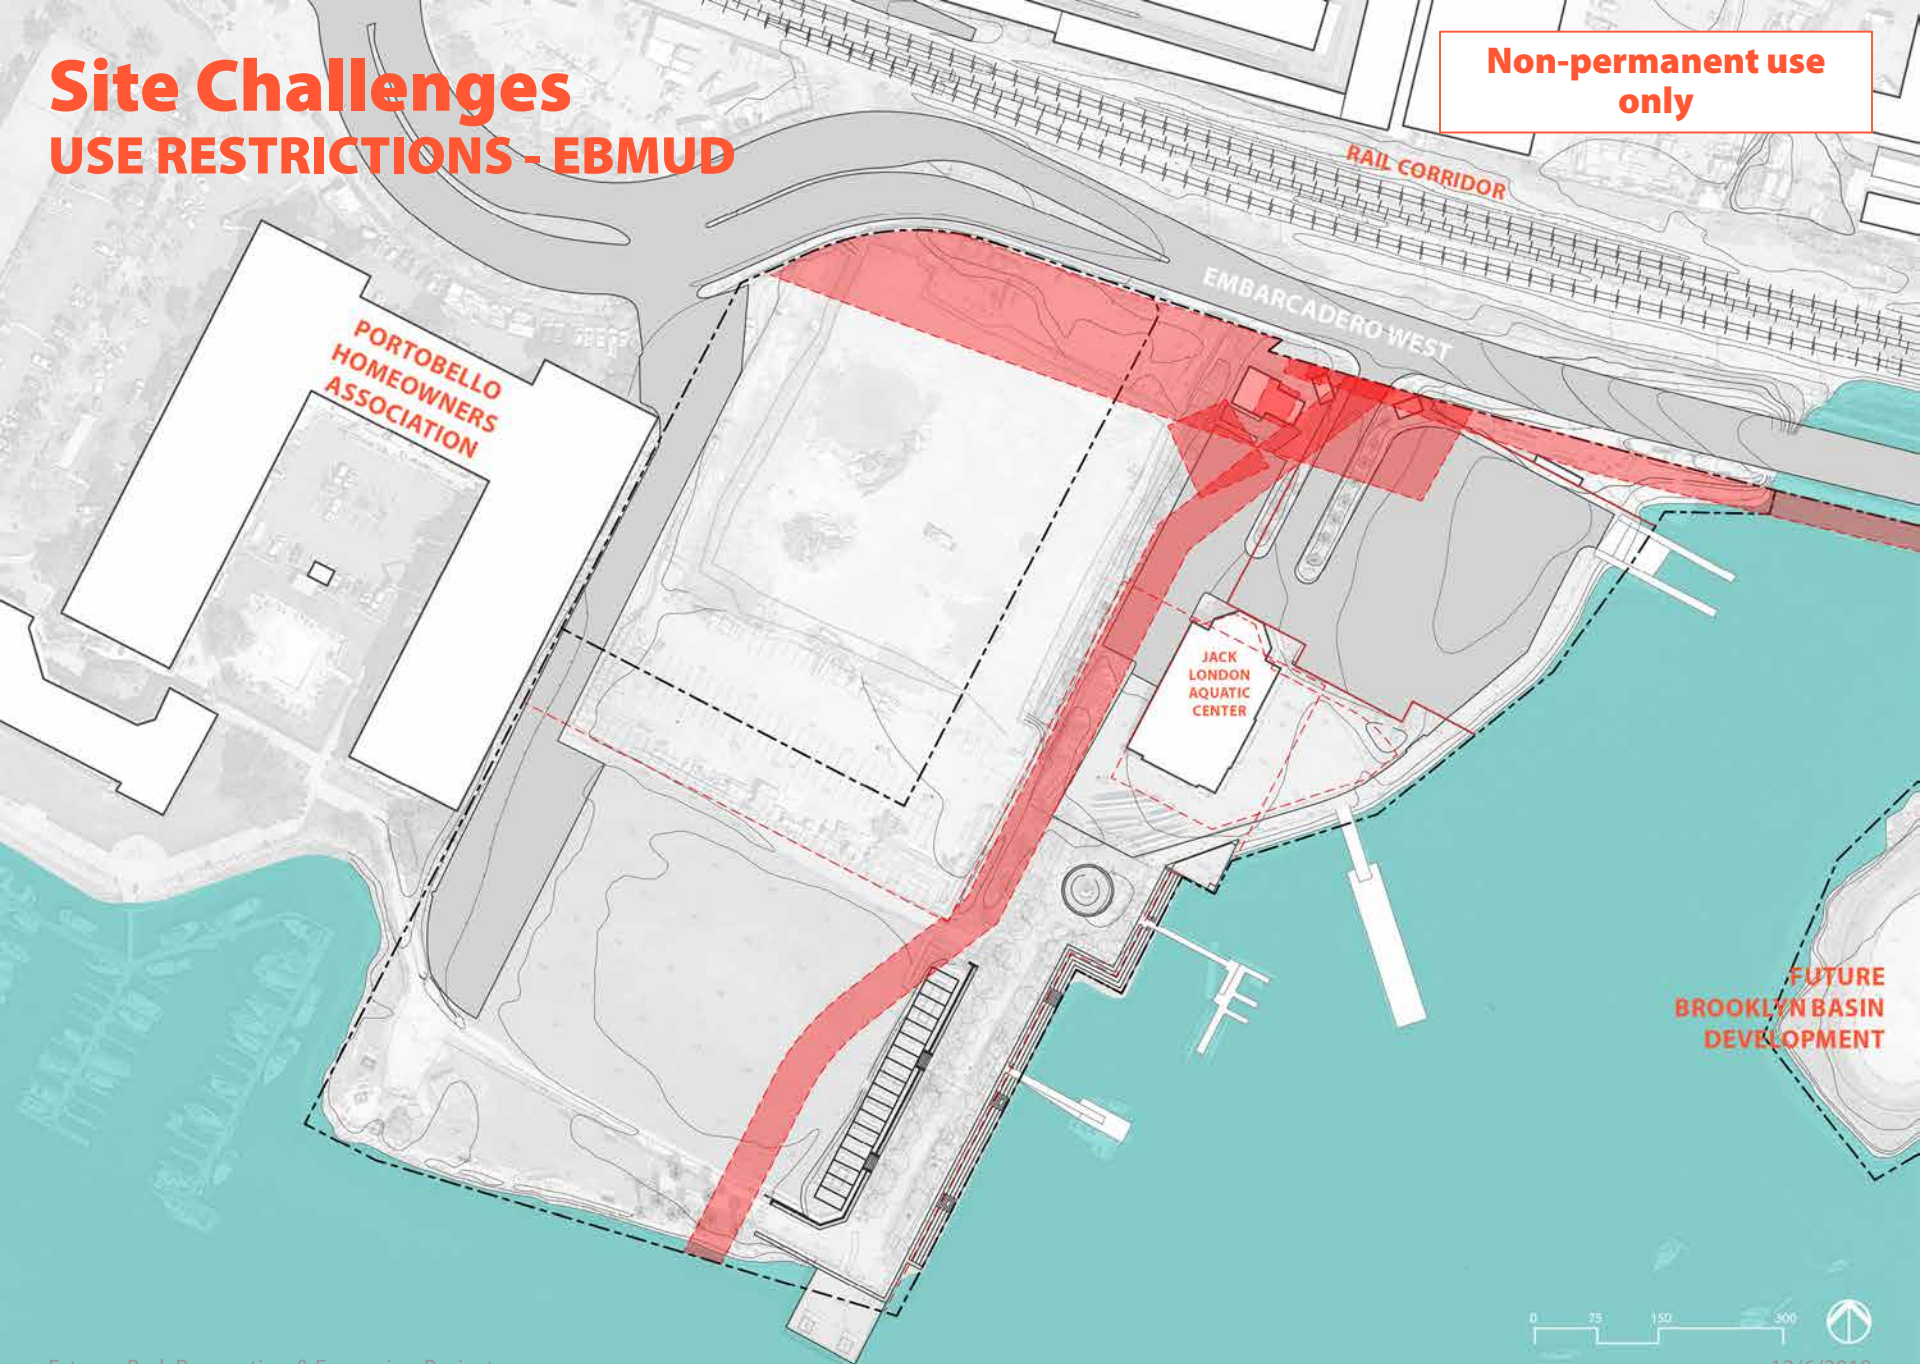 Site Challenges
USE RESTRICTIONS - EBMUD
Non-permanent use
only
RAIL CORRIDOR
EMBARCADERO WEST
PORTOBELLO
HOMEOWNERS
ASSOCIATION
JACK
LONDON
AQUATIC
CENTER
FUTURE
BROOKLYN BASIN
DEVELOPMENT
0 75 150 300